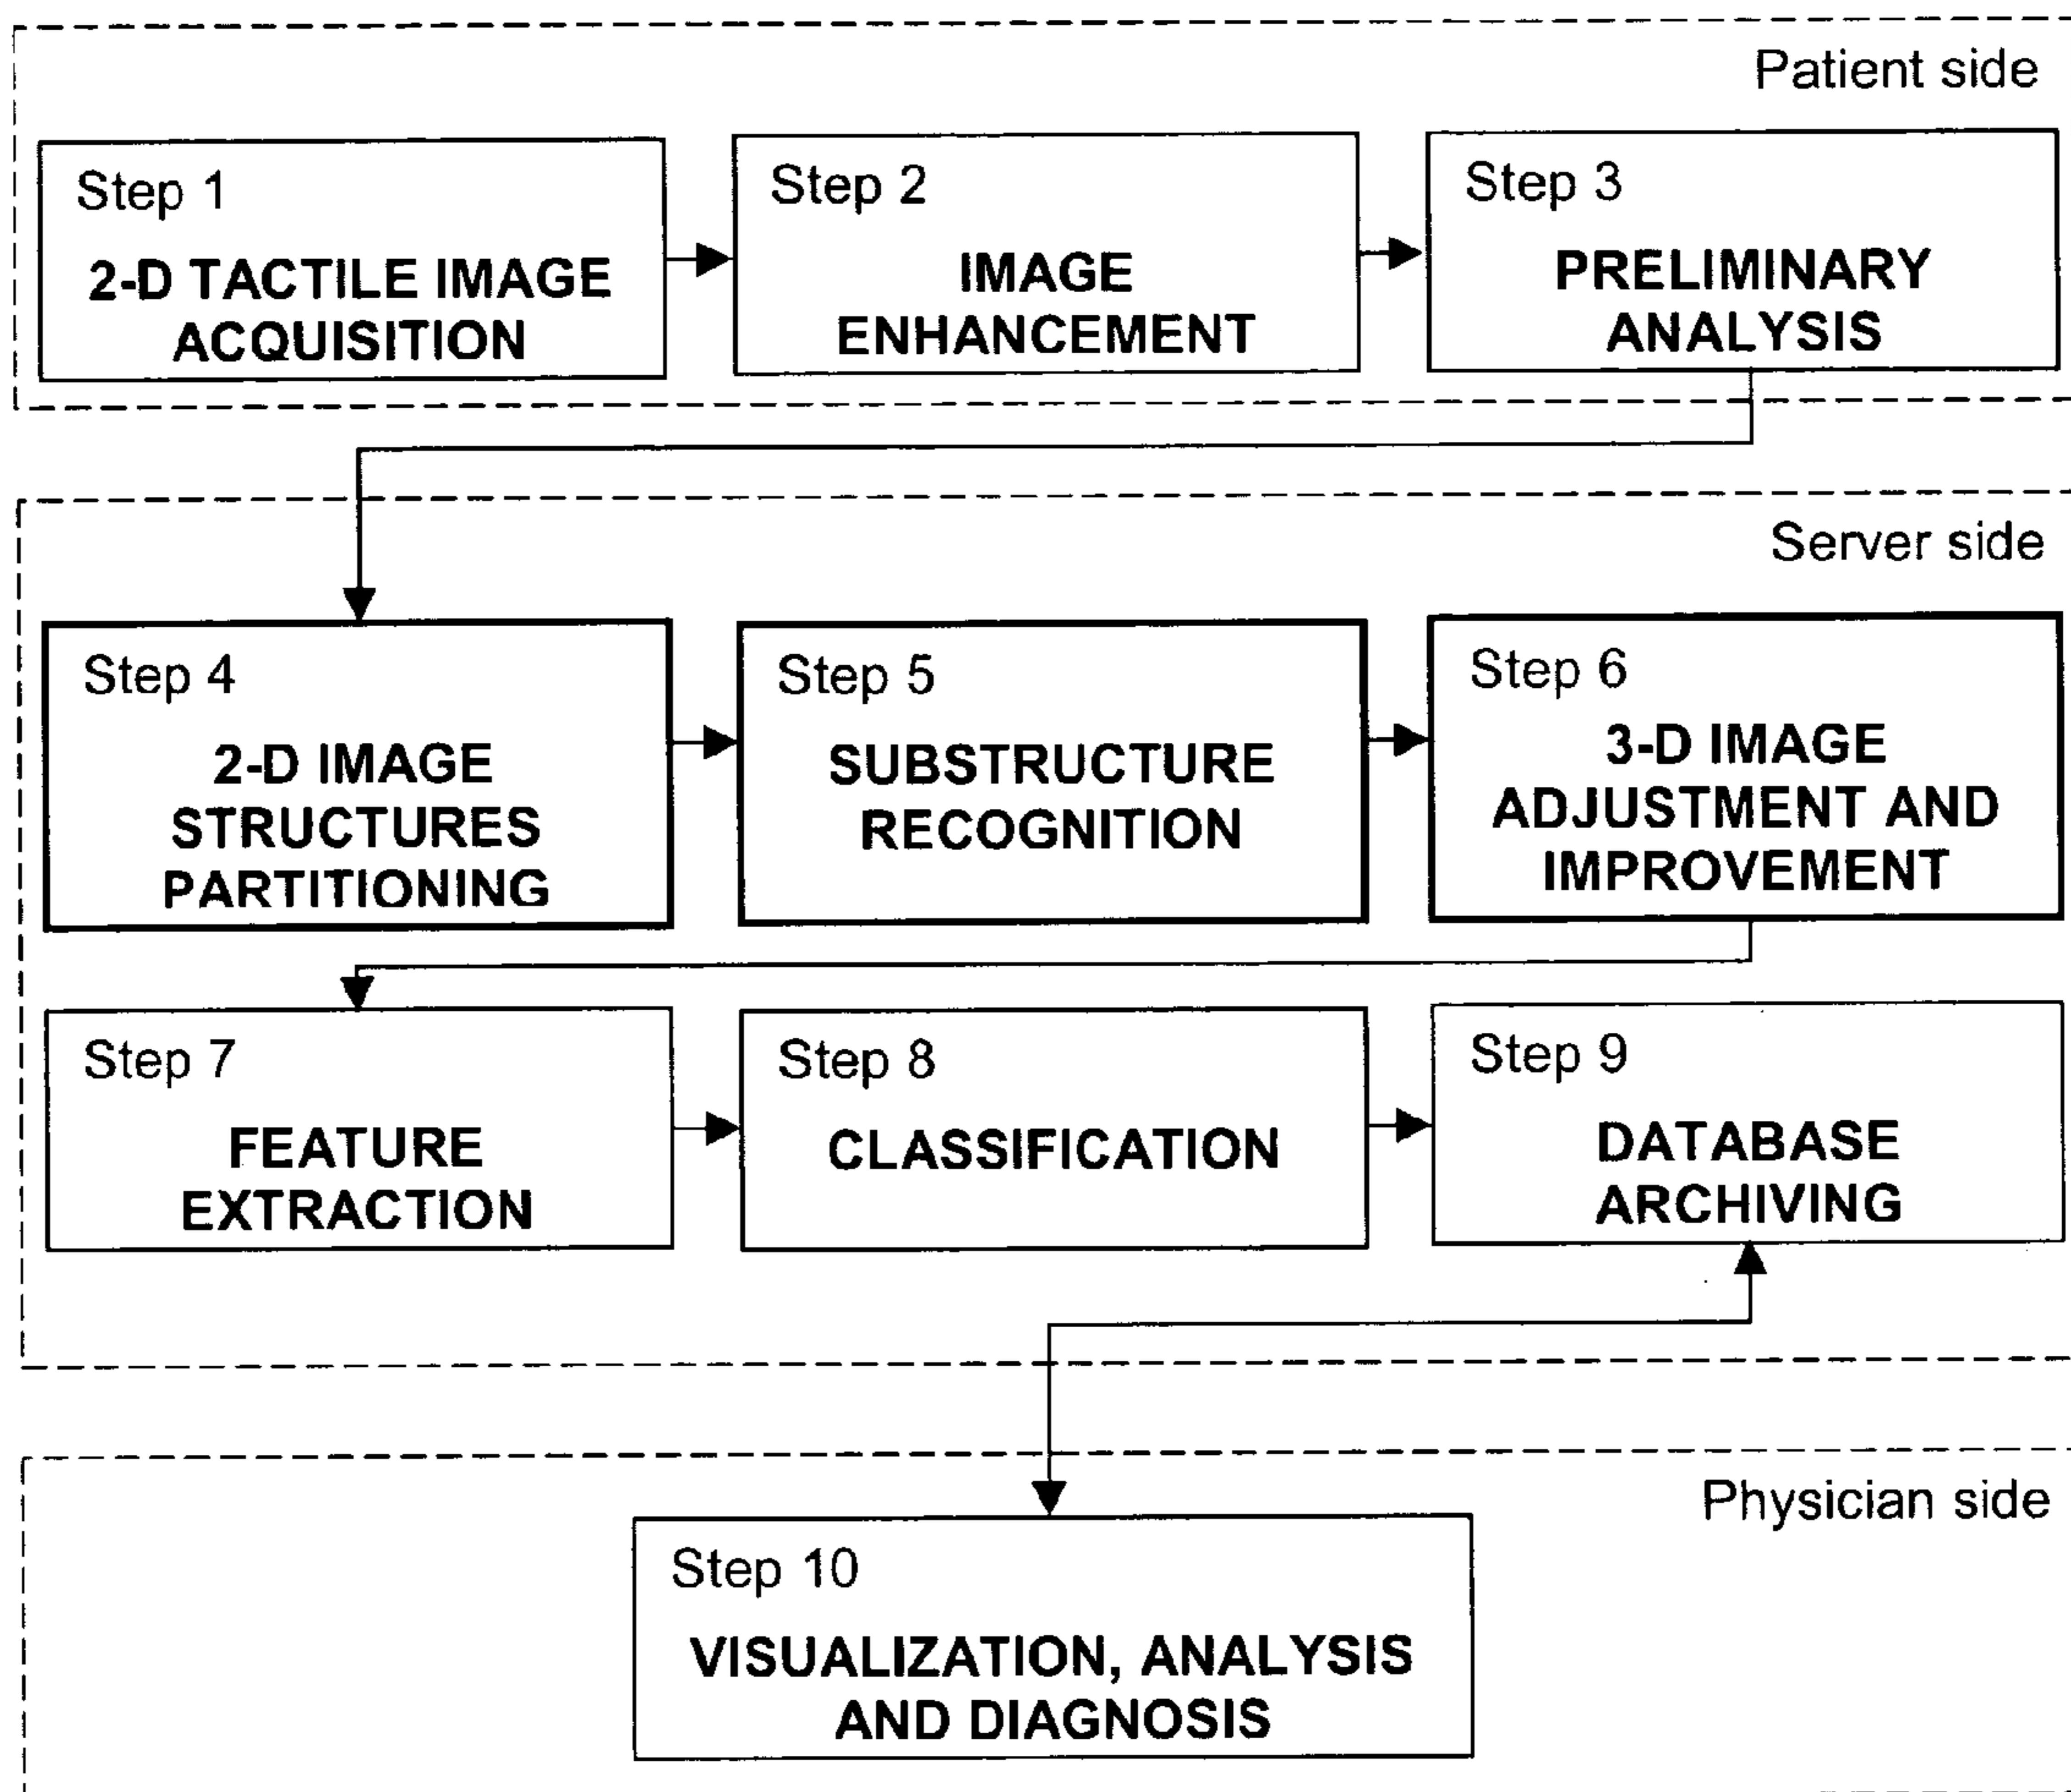 Patient side
Step 1
2-D TACTILE IMAGE
ACQUISITION
Step 2
IMAGE
ENHANCEMENT
Step 3
PRELIMINARY
ANALYSIS
Server side
Step 4
2-D IMAGE
STRUCTURES
PARTITIONING
Step 5
SUBSTRUCTURE
RECOGNITION
Step 6
3-D IMAGE
ADJUSTMENT AND
IMPROVEMENT
Step 7
FEATURE
EXTRACTION
Step 8
CLASSIFICATION
Step 9
DATABASE
ARCHIVING
Physician side
Step 10
VISUALIZATION, ANALYSIS
AND DIAGNOSIS